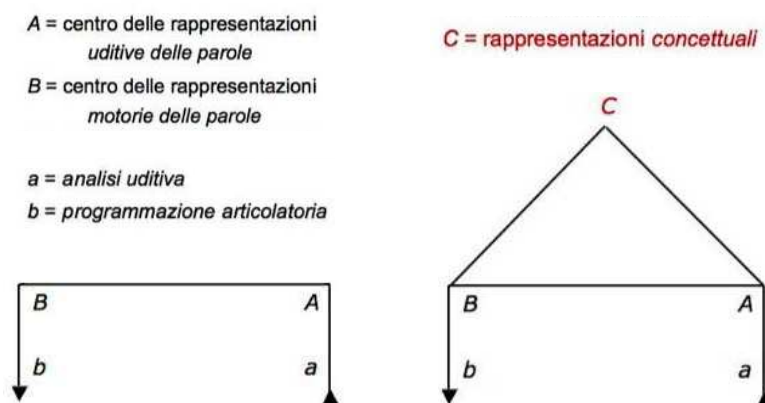 A = centro delle rappresentazioni
uditive delle parole
B = centro delle rappresentazioni
motorie delle parole
a = analisi uditiva
b = programmazione articolatoria
B A
b a
C = rappresentazioni concettuali
C
B A
b a